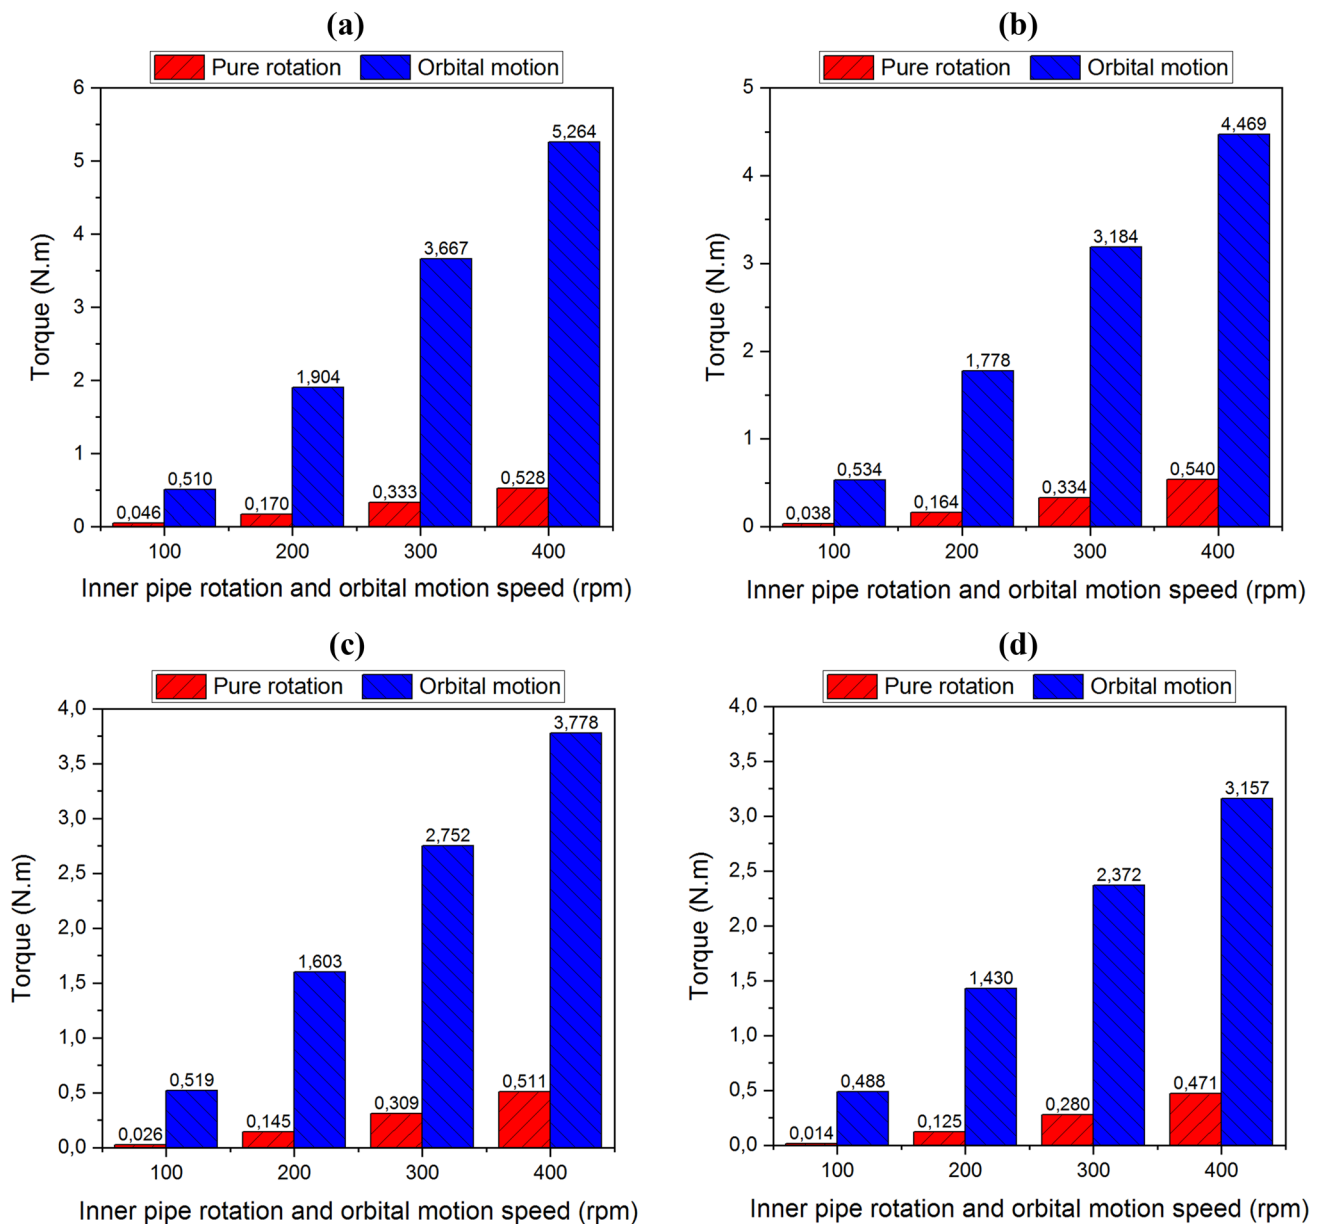 (a)
Pure rotation Orbital motion
6
5
4
3
2
1
0
Torque (N.m)
0,046 0,510 0,170 1,904 0,333 3,667 0,528 5,264
100 200 300 400
Inner pipe rotation and orbital motion speed (rpm)
(b)
Pure rotation Orbital motion
5
4
3
2
1
0
Torque (N.m)
0,038 0,534 0,164 1,778 0,334 3,184 0,540 4,469
100 200 300 400
Inner pipe rotation and orbital motion speed (rpm)
(c)
Pure rotation Orbital motion
4,0
3,5
3,0
2,5
2,0
1,5
1,0
0,5
0,0
Torque (N.m)
0,026 0,519 0,145 1,603 0,309 2,752 0,511 3,778
100 200 300 400
Inner pipe rotation and orbital motion speed (rpm)
(d)
Pure rotation Orbital motion
4,0
3,5
3,0
2,5
2,0
1,5
1,0
0,5
0,0
Torque (N.m)
0,014 0,488 0,125 1,430 0,280 2,372 0,471 3,157
100 200 300 400
Inner pipe rotation and orbital motion speed (rpm)